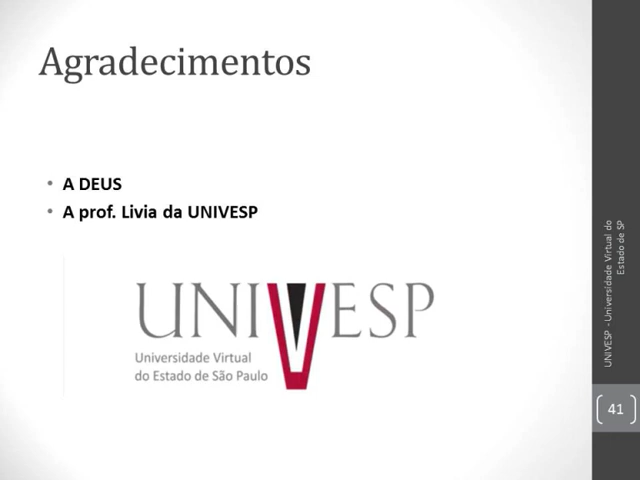 Agradecimentos
• A DEUS
• A prof. Livia da UNIVESP
UNIVESP
Universidade Virtual
do Estado de São Paulo
UNIVESP - Universidade Virtual do
Estado de SP
41